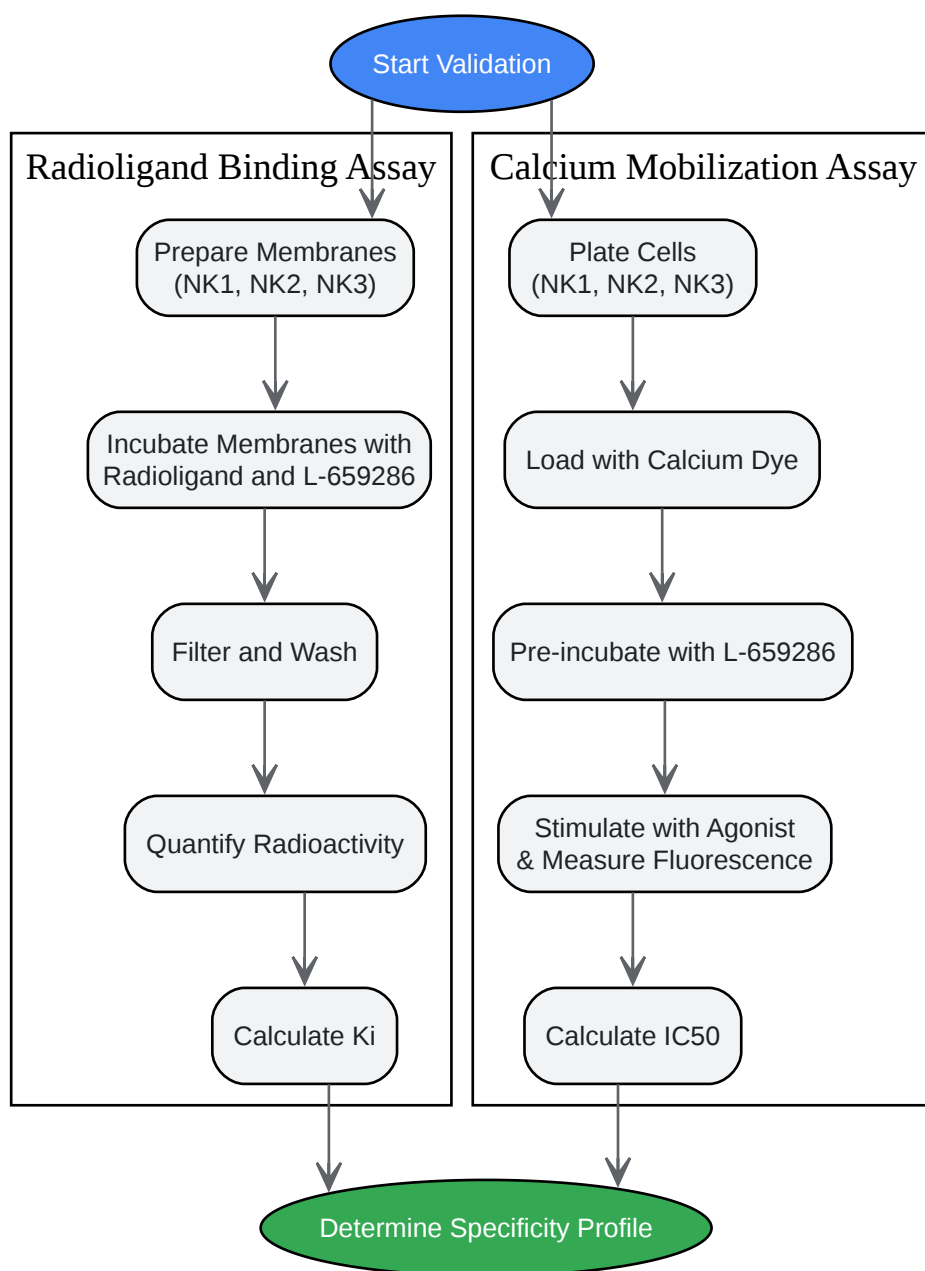 Start Validation
Radioligand Binding Assay
Prepare Membranes
(NK1, NK2, NK3)
Incubate Membranes with
Radioligand and L-659286
Filter and Wash
Quantify Radioactivity
Calculate Ki
Calcium Mobilization Assay
Plate Cells
(NK1, NK2, NK3)
Load with Calcium Dye
Pre-incubate with L-659286
Stimulate with Agonist
& Measure Fluorescence
Calculate IC50
Determine Specificity Profile